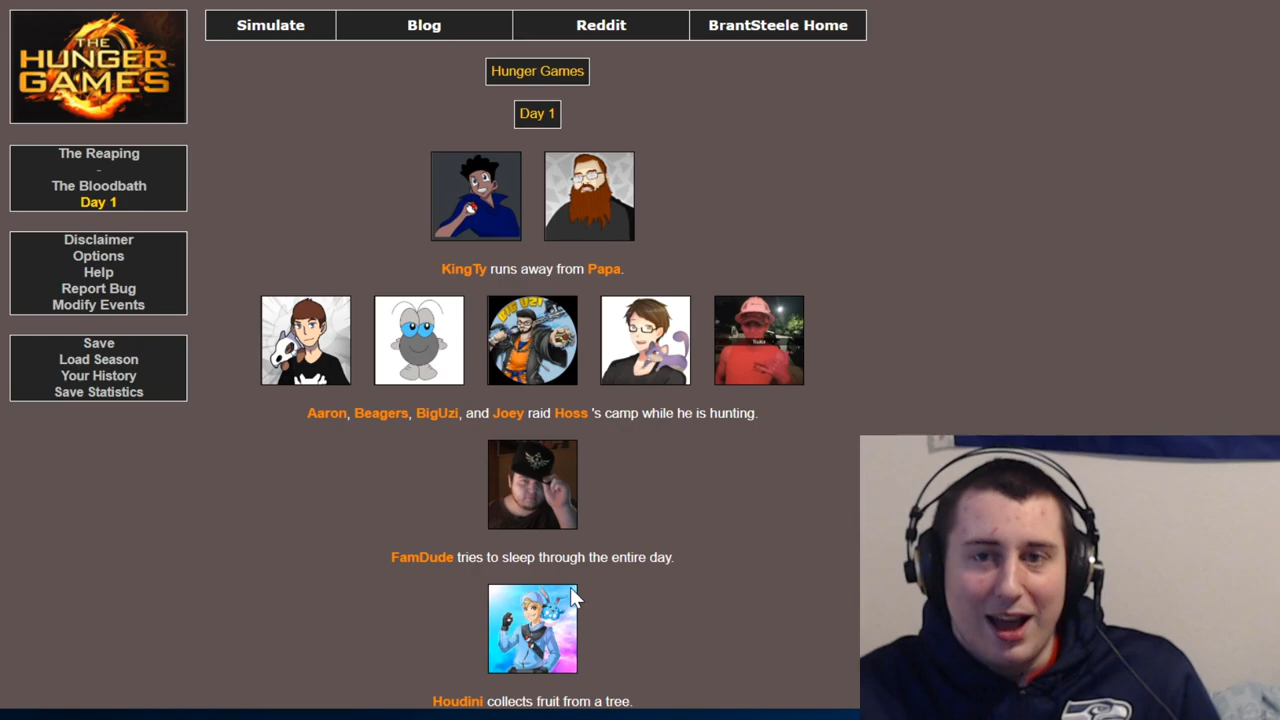 THE
HUNGER
GAMES
Simulate
Blog
Reddit
BrantSteele Home
The Reaping
-
The Bloodbath
Day 1
Disclaimer
Options
Help
Report Bug
Modify Events
Save
Load Season
Your History
Save Statistics
Hunger Games
Day 1
KingTy runs away from Papa.
BIG UZI
Aaron, Beagers, BigUzi, and Joey raid Hoss 's camp while he is hunting.
FamDude tries to sleep through the entire day.
Houdini collects fruit from a tree.